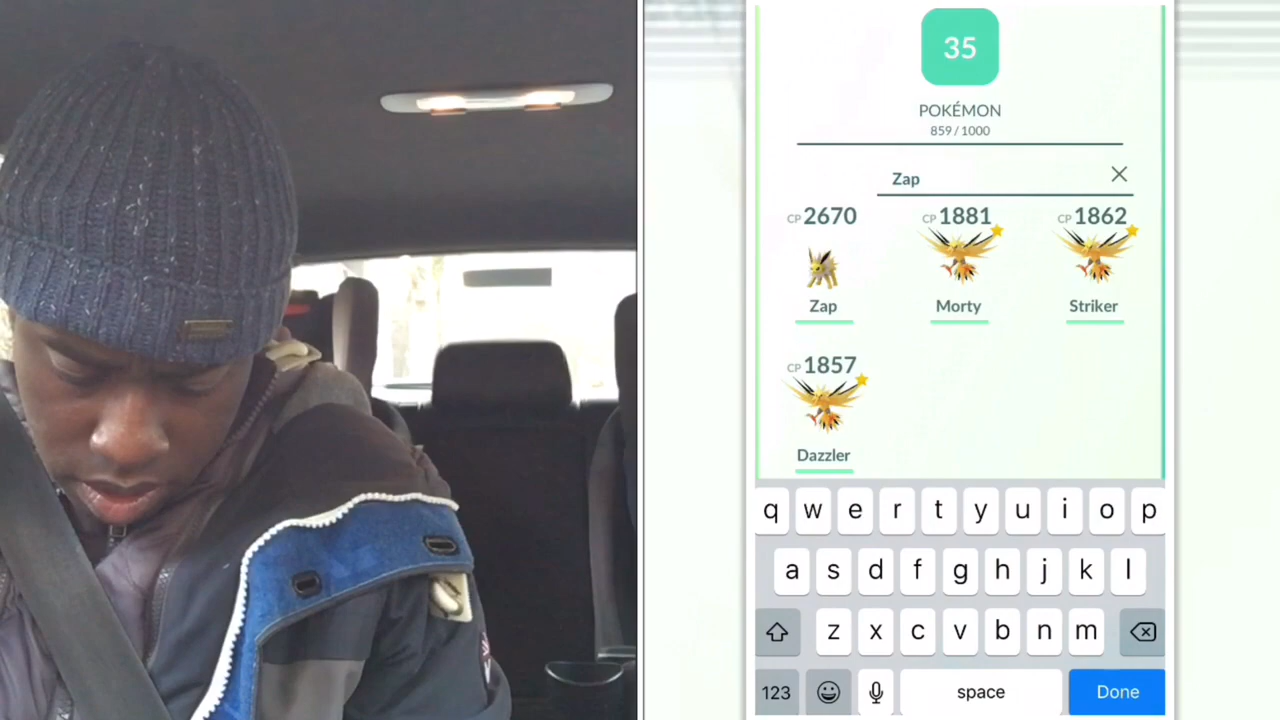 35
POKÉMON
859 / 1000
Zap
CP 2670
CP 1881
CP 1862
Zap
Morty
Striker
CP 1857
Dazzler
q w e r t y u i o p
a s d f g h j k l
z x c v b n m
123
space
Done